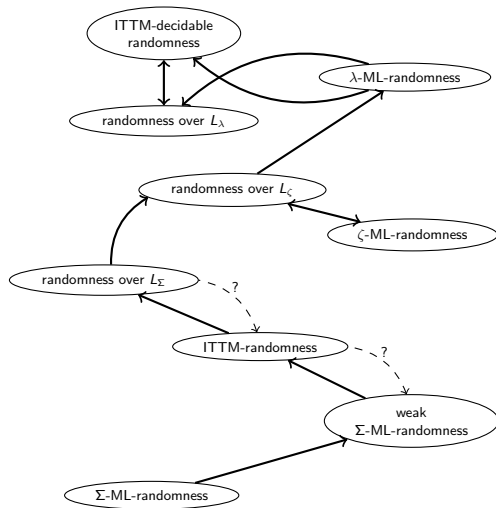 ITTM-decidable
randomness
λ-ML-randomness
randomness over L_λ
randomness over L_ζ
ζ-ML-randomness
randomness over L_Σ
?
ITTM-randomness
?
weak
Σ-ML-randomness
Σ-ML-randomness